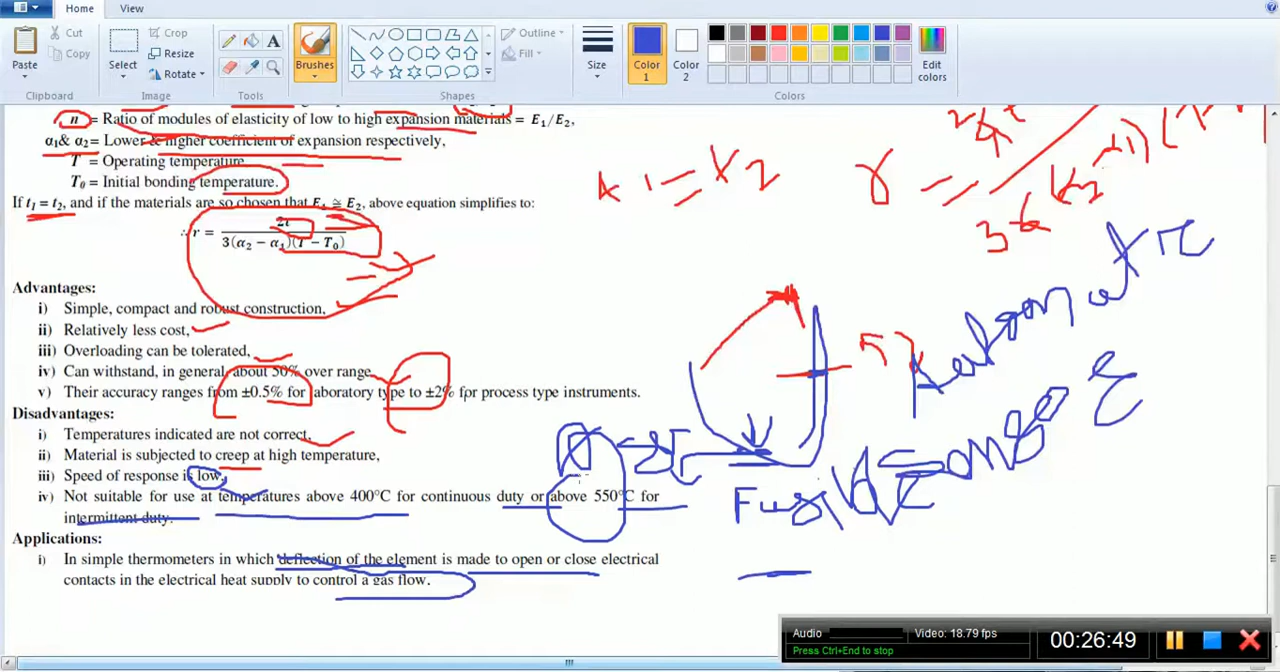 Home View
Cut
Copy
Paste
Clipboard
Select
Crop
Resize
Rotate
Image
A
Tools
Brushes
Outline
Fill
Shapes
Size
Color 1
Color 2
Edit colors
Colors
n = Ratio of modules of elasticity of low to high expansion materials = E₁/E₂,
α₁& α₂= Lower & higher coefficient of expansion respectively,
T = Operating temperature
T₀ = Initial bonding temperature.
If t₁ = t₂, and if the materials are so chosen that E₁ ≅ E₂, above equation simplifies to:
∴ r = 2t / 3(α₂ − α₁)(T − T₀)
Advantages:
i) Simple, compact and robust construction,
ii) Relatively less cost,
iii) Overloading can be tolerated,
iv) Can withstand, in general, about 50% over range,
v) Their accuracy ranges from ±0.5% for laboratory type to ±2% for process type instruments.
Disadvantages:
i) Temperatures indicated are not correct,
ii) Material is subjected to creep at high temperature,
iii) Speed of response is low,
iv) Not suitable for use at temperatures above 400°C for continuous duty or above 550°C for
intermittent duty.
Applications:
i) In simple thermometers in which deflection of the element is made to open or close electrical
contacts in the electrical heat supply to control a gas flow.
Audio
Video: 18.79 fps
Press Ctrl+End to stop
00:26:49